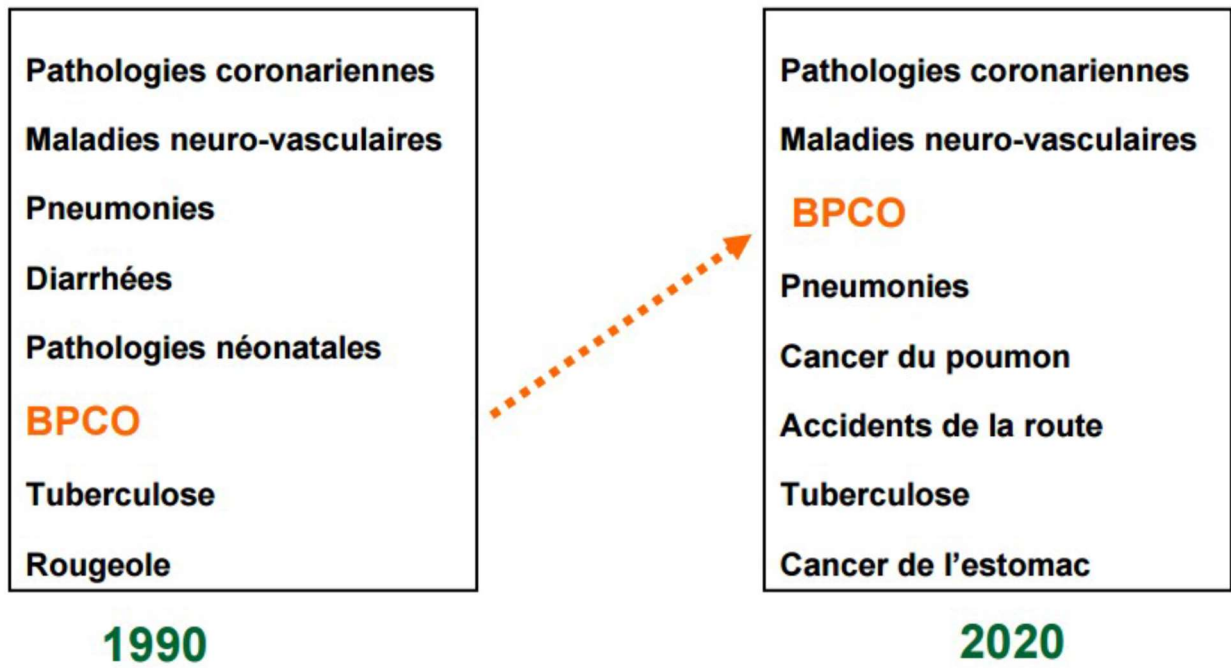 Pathologies coronariennes
Maladies neuro-vasculaires
Pneumonies
Diarrhées
Pathologies néonatales
BPCO
Tuberculose
Rougeole
1990
Pathologies coronariennes
Maladies neuro-vasculaires
BPCO
Pneumonies
Cancer du poumon
Accidents de la route
Tuberculose
Cancer de l’estomac
2020